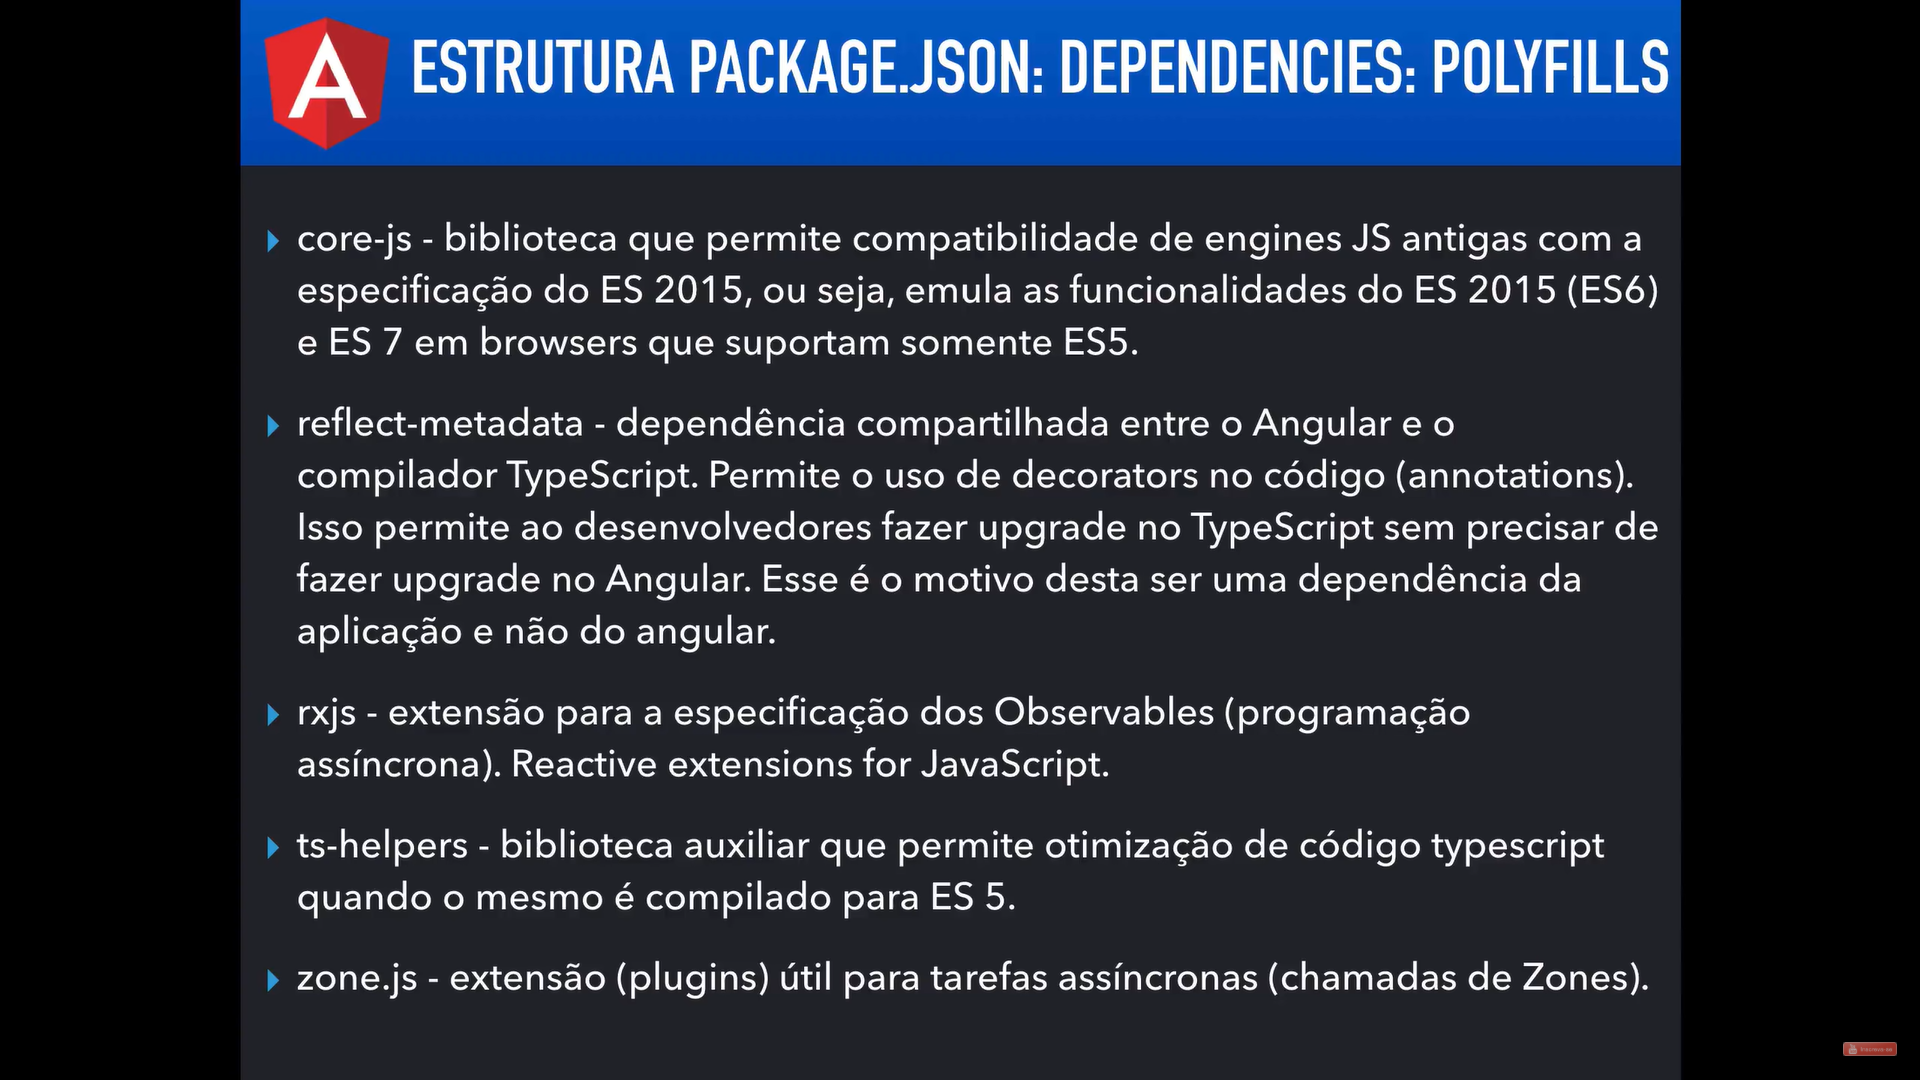 ESTRUTURA PACKAGE.JSON: DEPENDENCIES: POLYFILLS
core-js - biblioteca que permite compatibilidade de engines JS antigas com a
especificação do ES 2015, ou seja, emula as funcionalidades do ES 2015 (ES6)
e ES 7 em browsers que suportam somente ES5.
reflect-metadata - dependência compartilhada entre o Angular e o
compilador TypeScript. Permite o uso de decorators no código (annotations).
Isso permite ao desenvolvedores fazer upgrade no TypeScript sem precisar de
fazer upgrade no Angular. Esse é o motivo desta ser uma dependência da
aplicação e não do angular.
rxjs - extensão para a especificação dos Observables (programação
assíncrona). Reactive extensions for JavaScript.
ts-helpers - biblioteca auxiliar que permite otimização de código typescript
quando o mesmo é compilado para ES 5.
zone.js - extensão (plugins) útil para tarefas assíncronas (chamadas de Zones).